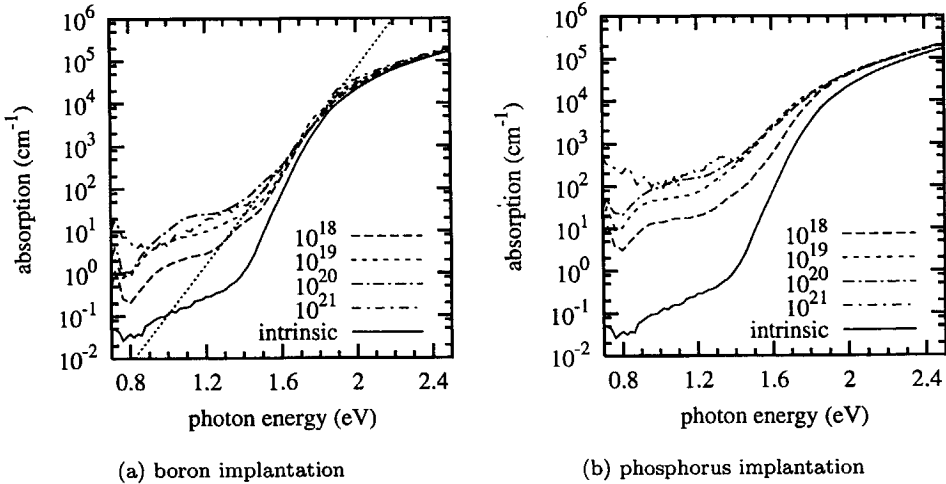 10^6
10^5
10^4
10^3
10^2
10^1
10^0
10^-1
10^-2
absorption (cm^-1)
10^18
10^19
10^20
10^21
intrinsic
0.8 1.2 1.6 2 2.4
photon energy (eV)
(a) boron implantation
10^6
10^5
10^4
10^3
10^2
10^1
10^0
10^-1
10^-2
absorption (cm^-1)
10^18
10^19
10^20
10^21
intrinsic
0.8 1.2 1.6 2 2.4
photon energy (eV)
(b) phosphorus implantation